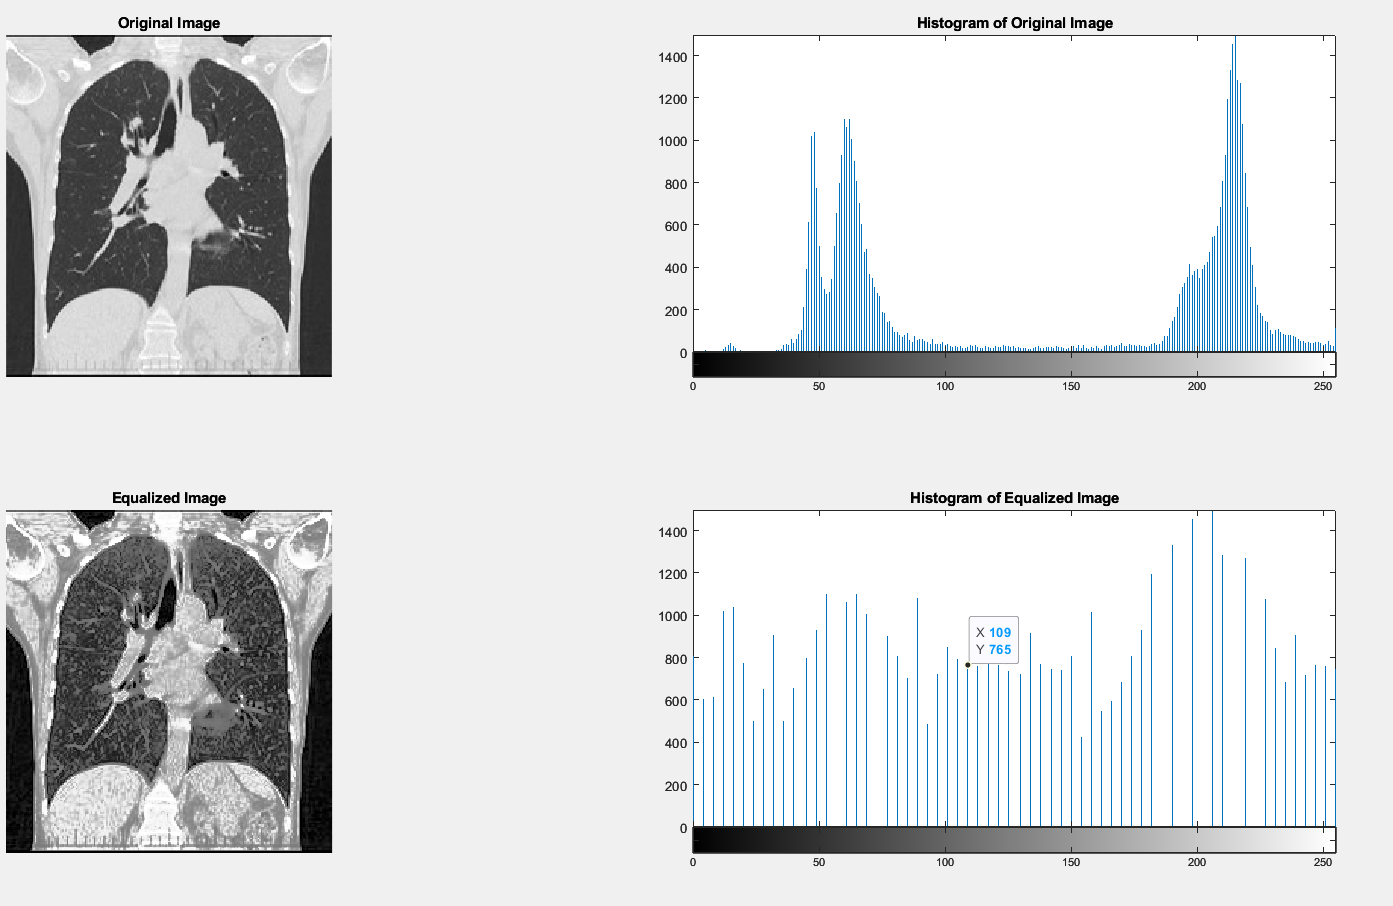 Original Image
Histogram of Original Image
1400
1200
1000
800
600
400
200
0
0 50 100 150 200 250
Equalized Image
Histogram of Equalized Image
1400
1200
1000
800
600
400
200
0
X 109
Y 765
0 50 100 150 200 250